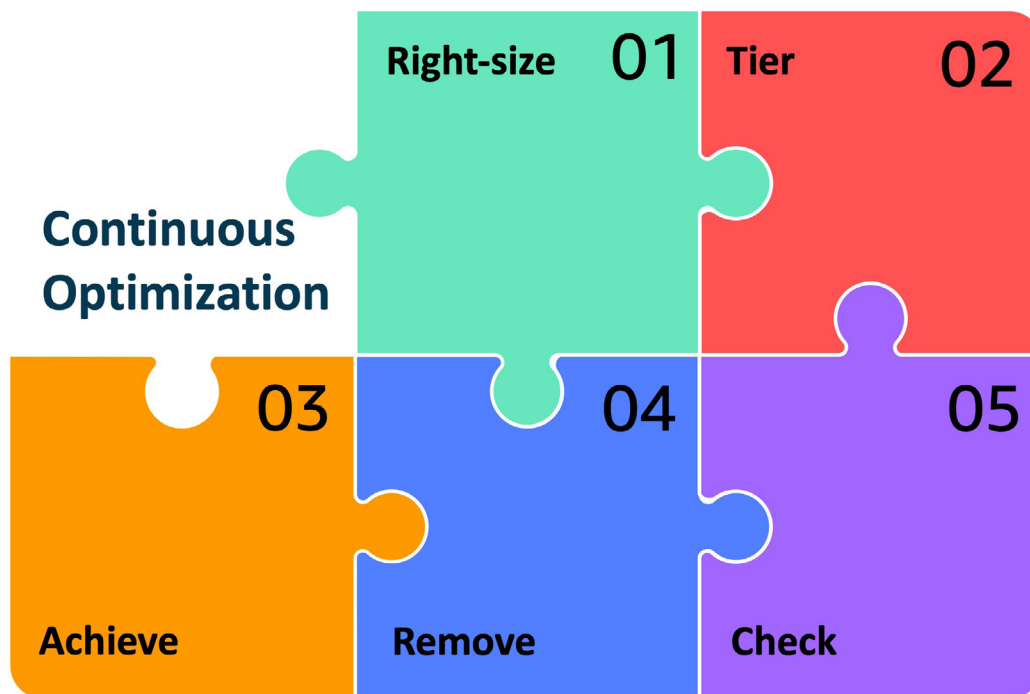 Right-size 01
Tier 02
Continuous
Optimization
03
Achieve
04
Remove
05
Check